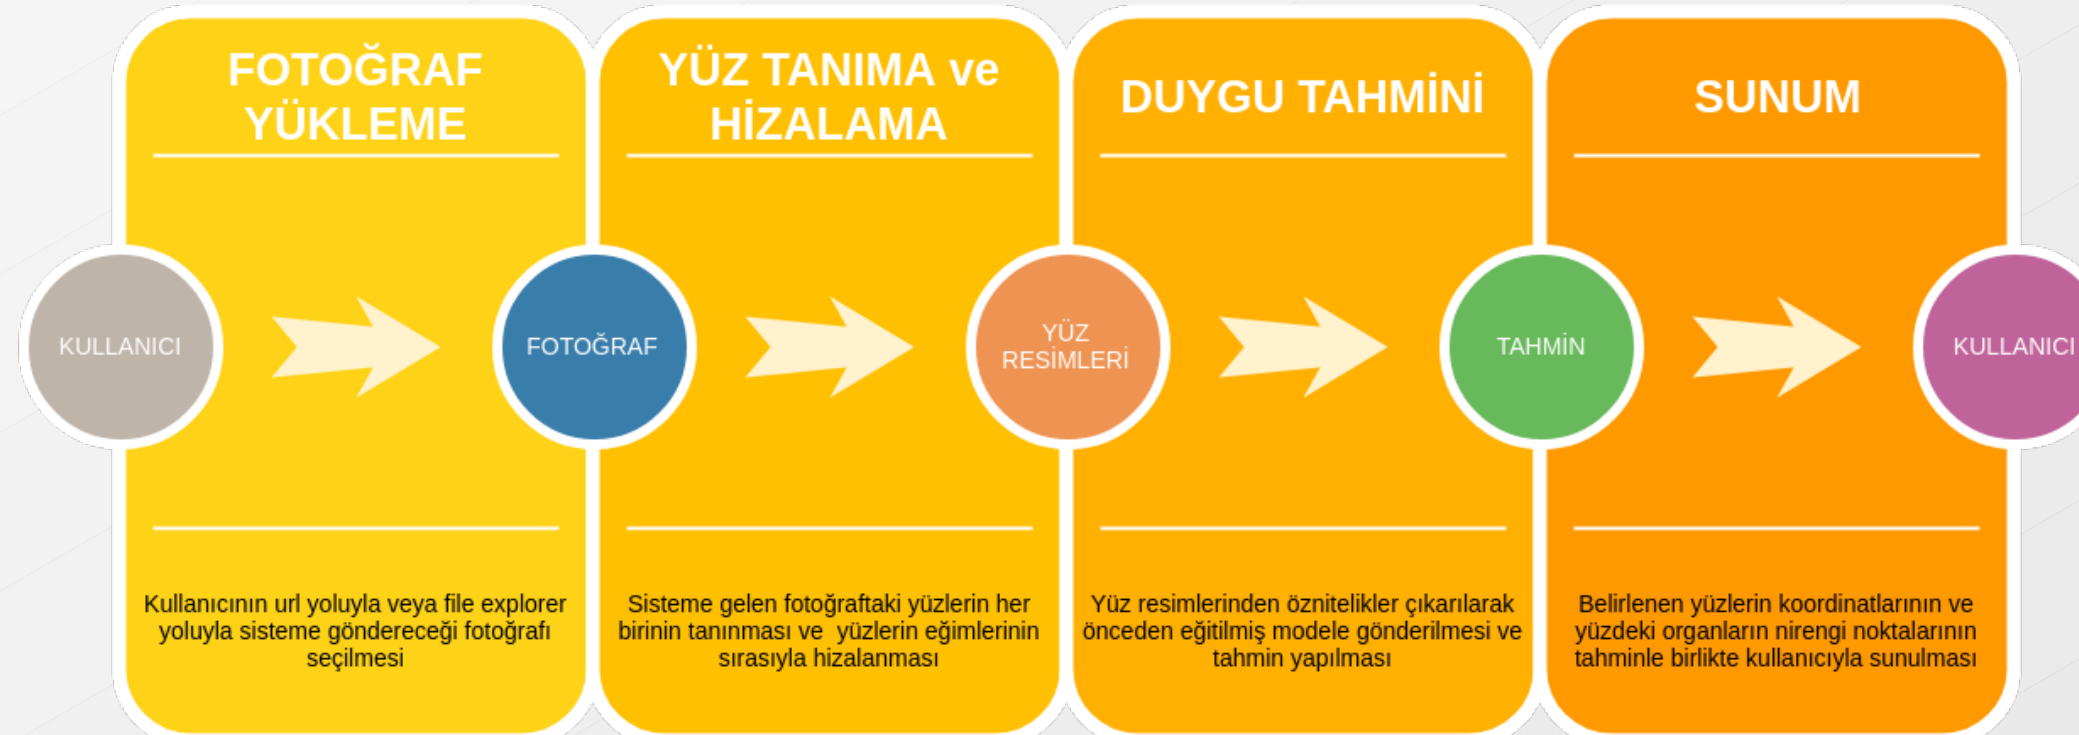 FOTOĞRAF
YÜKLEME
KULLANICI
Kullanıcının url yoluyla veya file explorer
yoluyla sisteme göndereceği fotoğrafı
seçilmesi
YÜZ TANIMA ve
HİZALAMA
FOTOĞRAF
Sisteme gelen fotoğraftaki yüzlerin her
birinin tanınması ve  yüzlerin eğimlerinin
sırasıyla hizalanması
DUYGU TAHMİNİ
YÜZ
RESİMLERİ
Yüz resimlerinden öznitelikler çıkarılarak
önceden eğitilmiş modele gönderilmesi ve
tahmin yapılması
SUNUM
TAHMİN
KULLANICI
Belirlenen yüzlerin koordinatlarının ve
yüzdeki organların nirengi noktalarının
tahminle birlikte kullanıcıyla sunulması